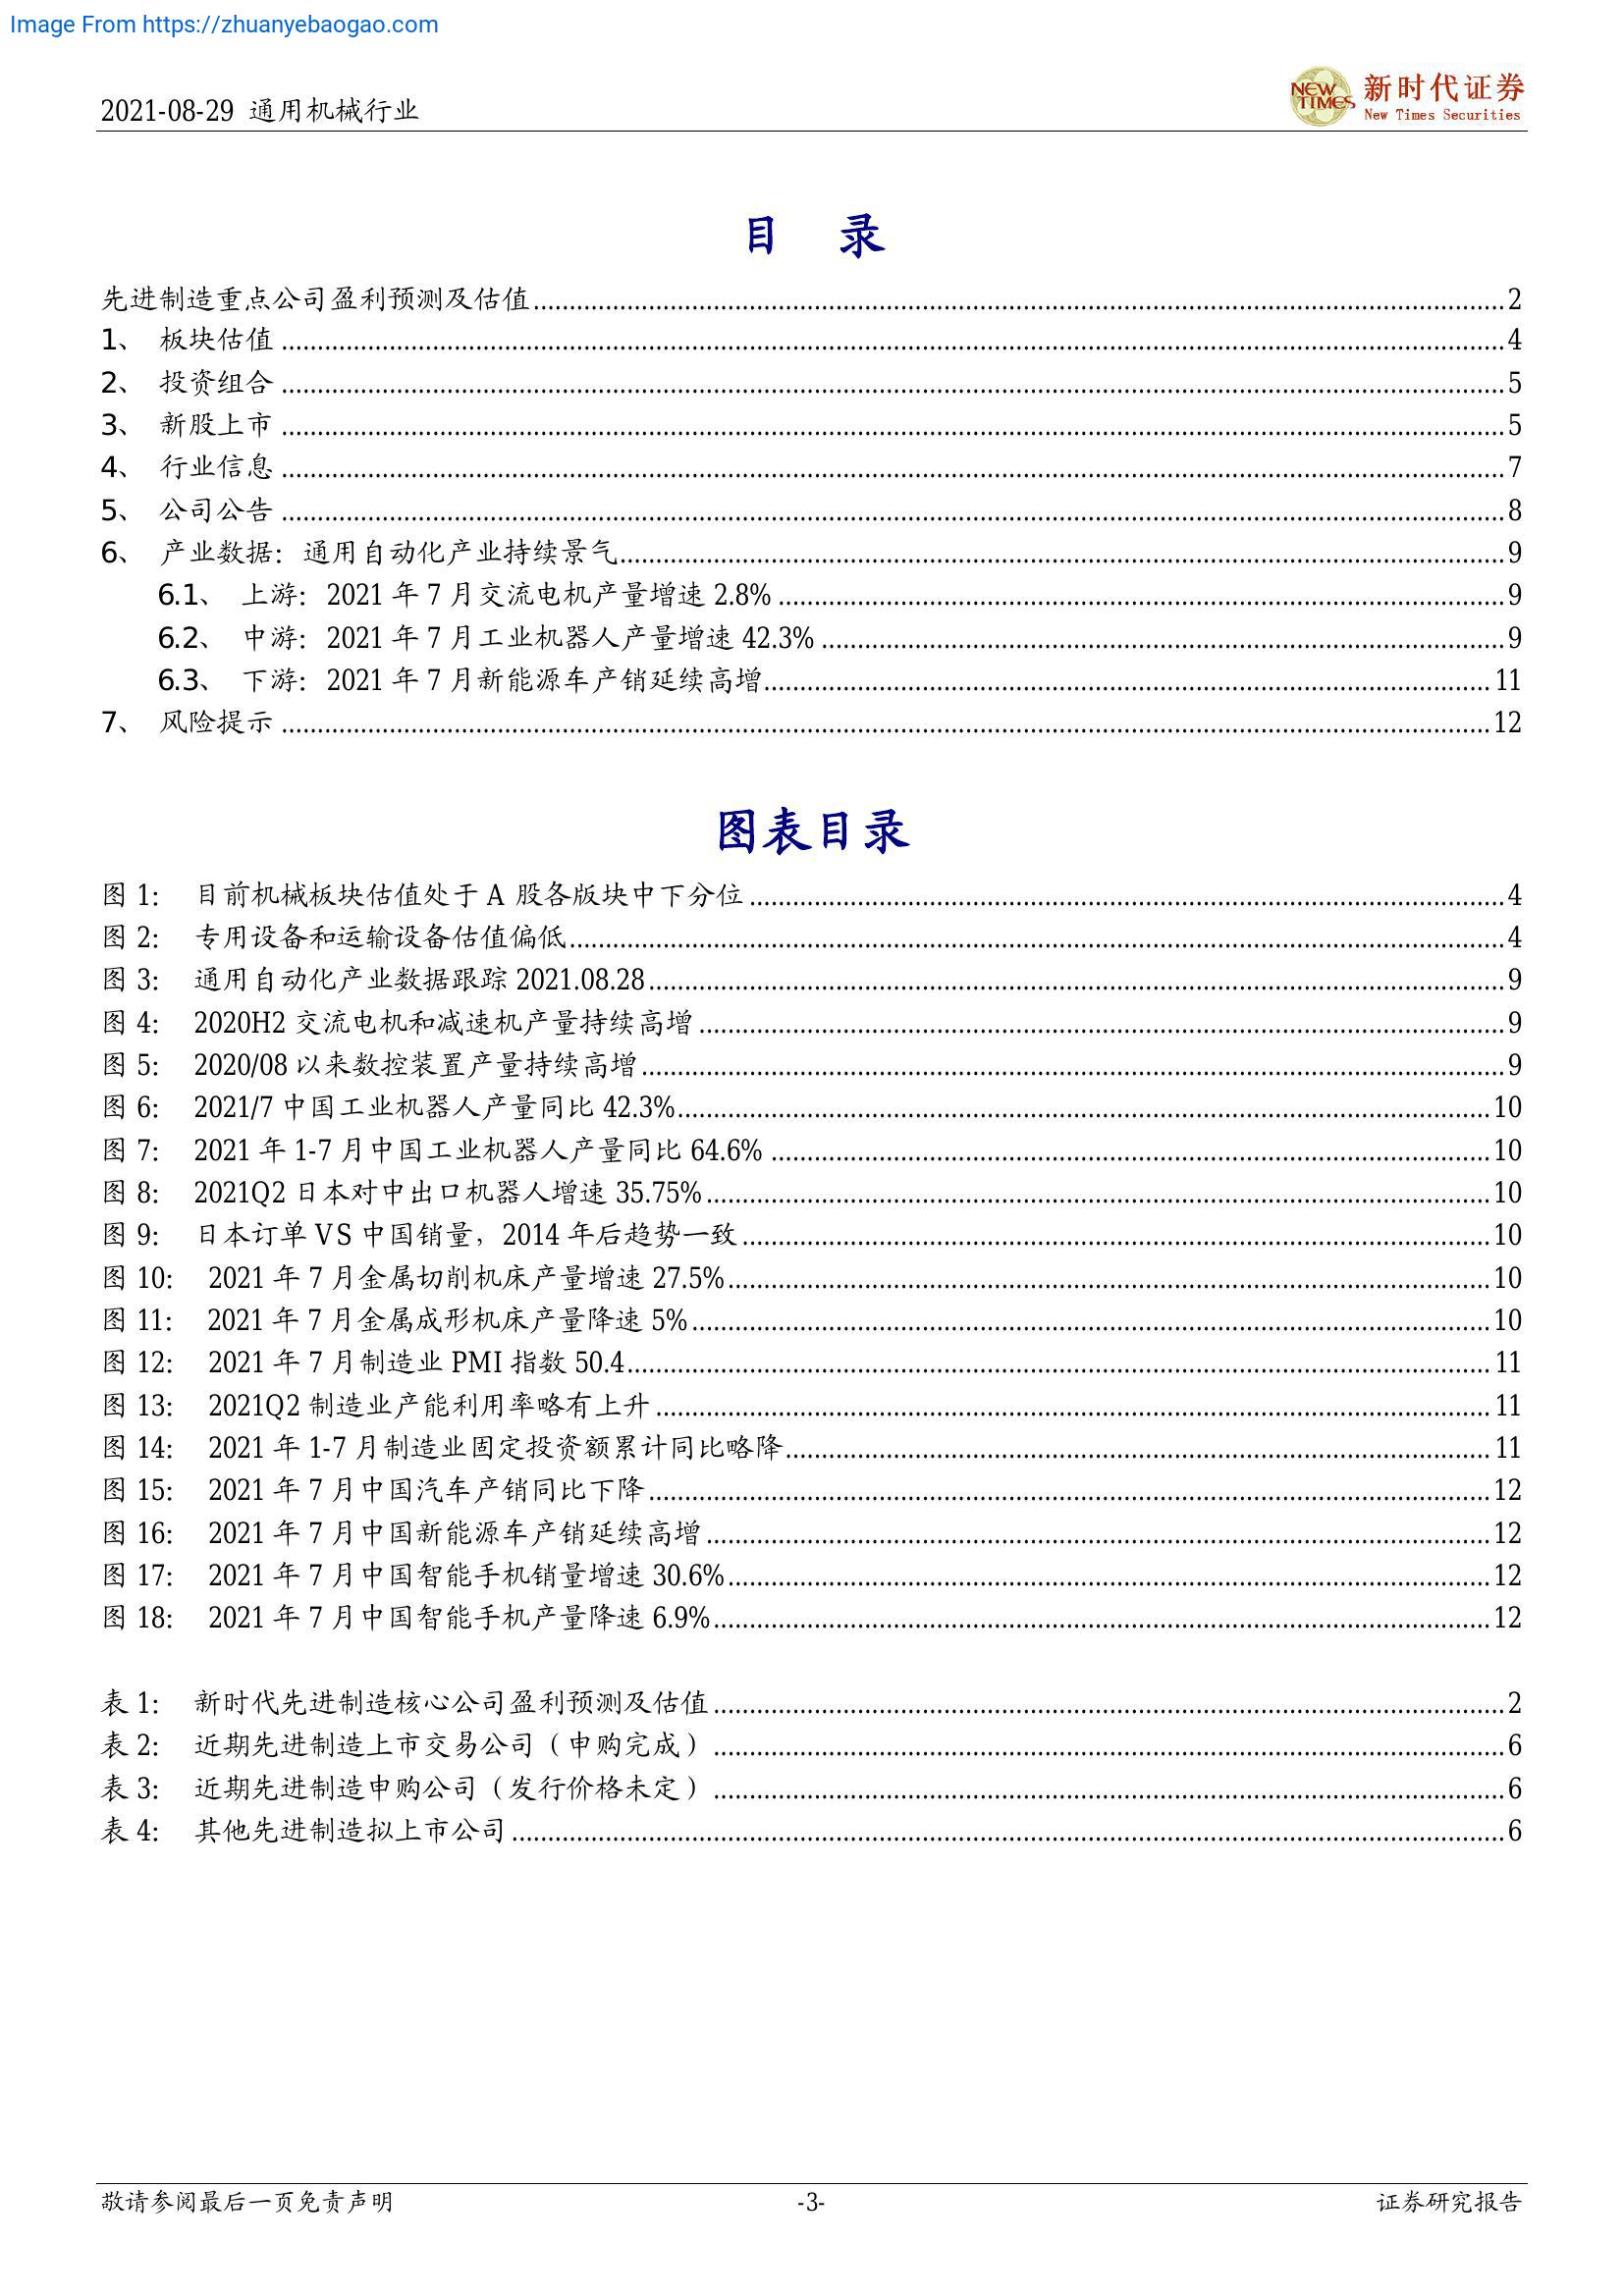 Image From https://zhuanyebaogao.com
2021-08-29 通用机械行业
NEW TIMES 新时代证券
New Times Securities
目 录
先进制造重点公司盈利预测及估值 2
1、 板块估值 4
2、 投资组合 5
3、 新股上市 5
4、 行业信息 7
5、 公司公告 8
6、 产业数据：通用自动化产业持续景气 9
6.1、 上游：2021 年 7 月交流电机产量增速 2.8% 9
6.2、 中游：2021 年 7 月工业机器人产量增速 42.3% 9
6.3、 下游：2021 年 7 月新能源车产销延续高增 11
7、 风险提示 12
图表目录
图 1: 目前机械板块估值处于 A 股各版块中下分位 4
图 2: 专用设备和运输设备估值偏低 4
图 3: 通用自动化产业数据跟踪 2021.08.28 9
图 4: 2020H2 交流电机和减速机产量持续高增 9
图 5: 2020/08 以来数控装置产量持续高增 9
图 6: 2021/7 中国工业机器人产量同比 42.3% 10
图 7: 2021 年 1-7 月中国工业机器人产量同比 64.6% 10
图 8: 2021Q2 日本对中出口机器人增速 35.75% 10
图 9: 日本订单 VS 中国销量，2014 年后趋势一致 10
图 10: 2021 年 7 月金属切削机床产量增速 27.5% 10
图 11: 2021 年 7 月金属成形机床产量降速 5% 10
图 12: 2021 年 7 月制造业 PMI 指数 50.4 11
图 13: 2021Q2 制造业产能利用率略有上升 11
图 14: 2021 年 1-7 月制造业固定投资额累计同比略降 11
图 15: 2021 年 7 月中国汽车产销同比下降 12
图 16: 2021 年 7 月中国新能源车产销延续高增 12
图 17: 2021 年 7 月中国智能手机销量增速 30.6% 12
图 18: 2021 年 7 月中国智能手机产量降速 6.9% 12
表 1: 新时代先进制造核心公司盈利预测及估值 2
表 2: 近期先进制造上市交易公司（申购完成） 6
表 3: 近期先进制造申购公司（发行价格未定） 6
表 4: 其他先进制造拟上市公司 6
敬请参阅最后一页免责声明 -3- 证券研究报告